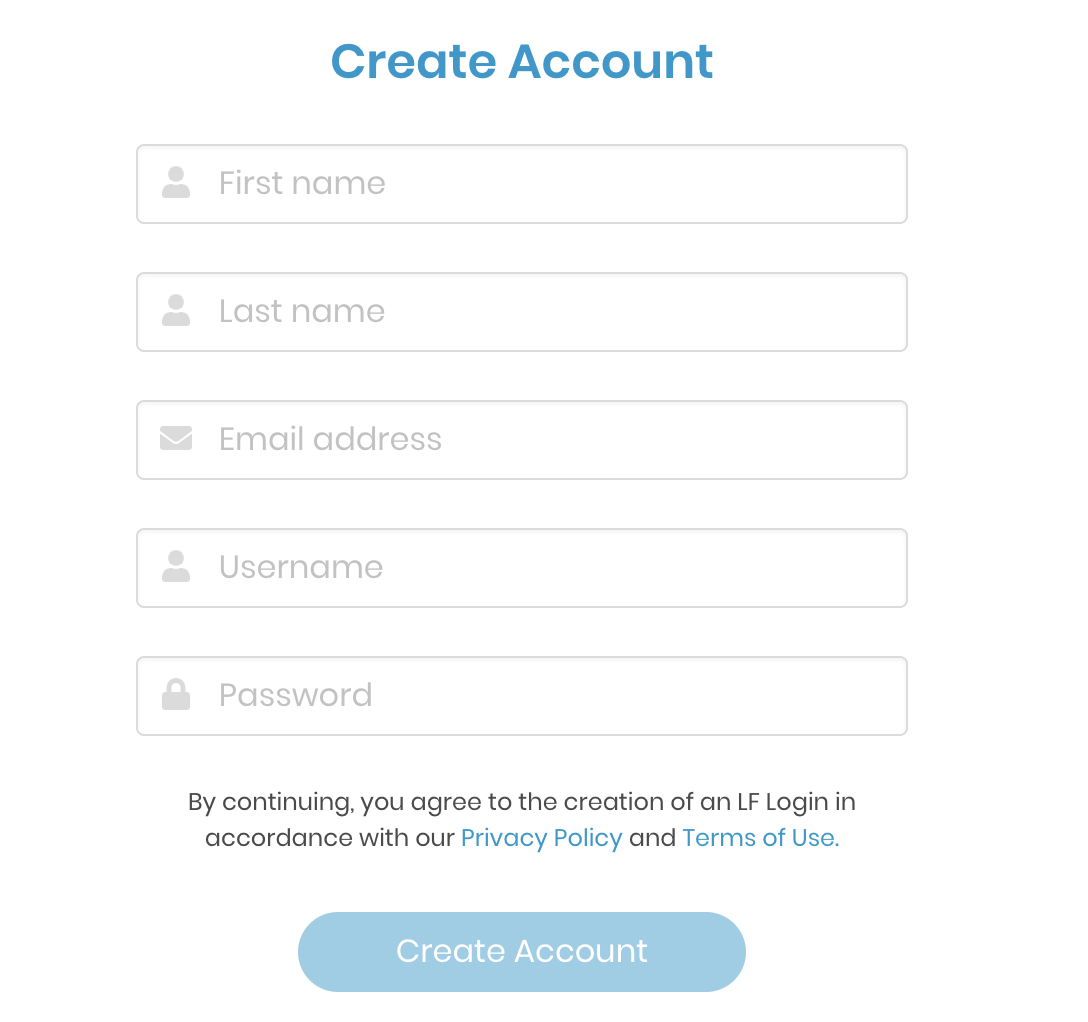 Create Account
First name
Last name
Email address
Username
Password
By continuing, you agree to the creation of an LF Login in
accordance with our Privacy Policy and Terms of Use.
Create Account